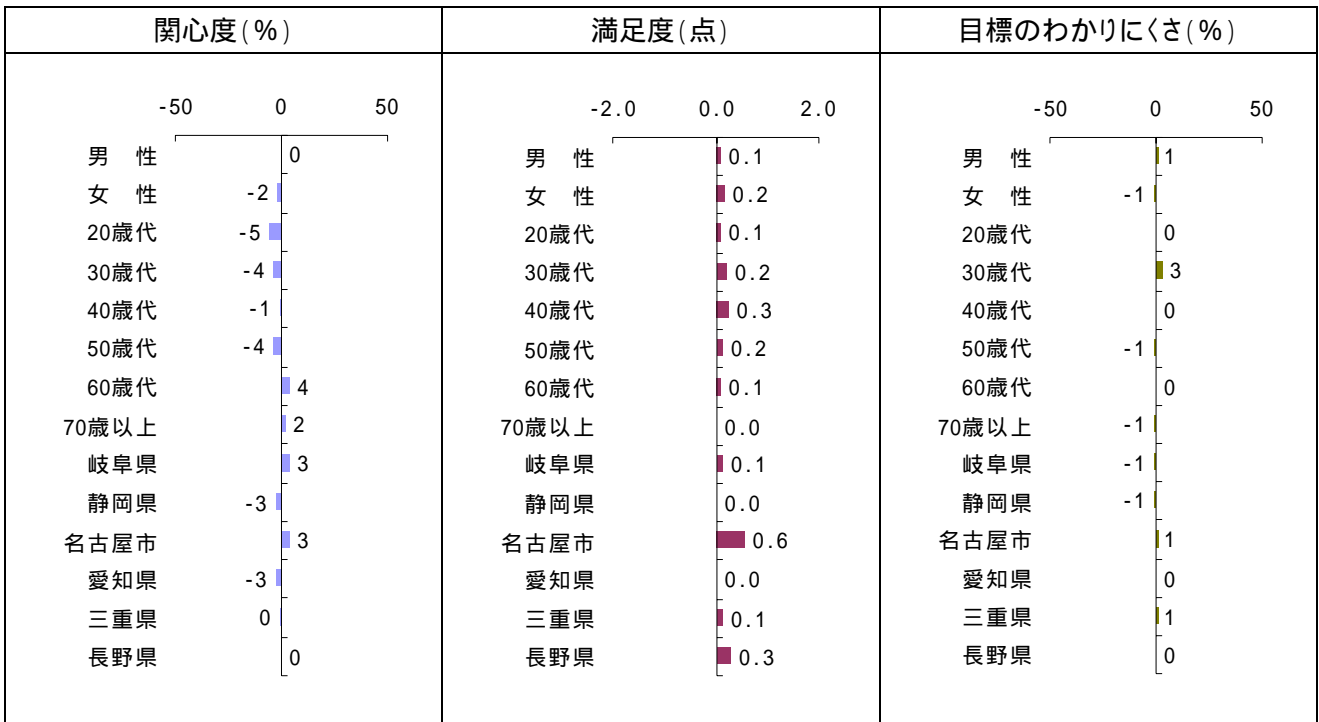 関心度(%)
満足度(点)
目標のわかりにくさ(%)
-50 0 50
男 性 0
女 性 -2
20歳代 -5
30歳代 -4
40歳代 -1
50歳代 -4
60歳代 4
70歳以上 2
岐阜県 3
静岡県 -3
名古屋市 3
愛知県 -3
三重県 0
長野県 0
-2.0 0.0 2.0
男 性 0.1
女 性 0.2
20歳代 0.1
30歳代 0.2
40歳代 0.3
50歳代 0.2
60歳代 0.1
70歳以上 0.0
岐阜県 0.1
静岡県 0.0
名古屋市 0.6
愛知県 0.0
三重県 0.1
長野県 0.3
-50 0 50
男 性 1
女 性 -1
20歳代 0
30歳代 3
40歳代 0
50歳代 -1
60歳代 0
70歳以上 -1
岐阜県 -1
静岡県 -1
名古屋市 1
愛知県 0
三重県 1
長野県 0